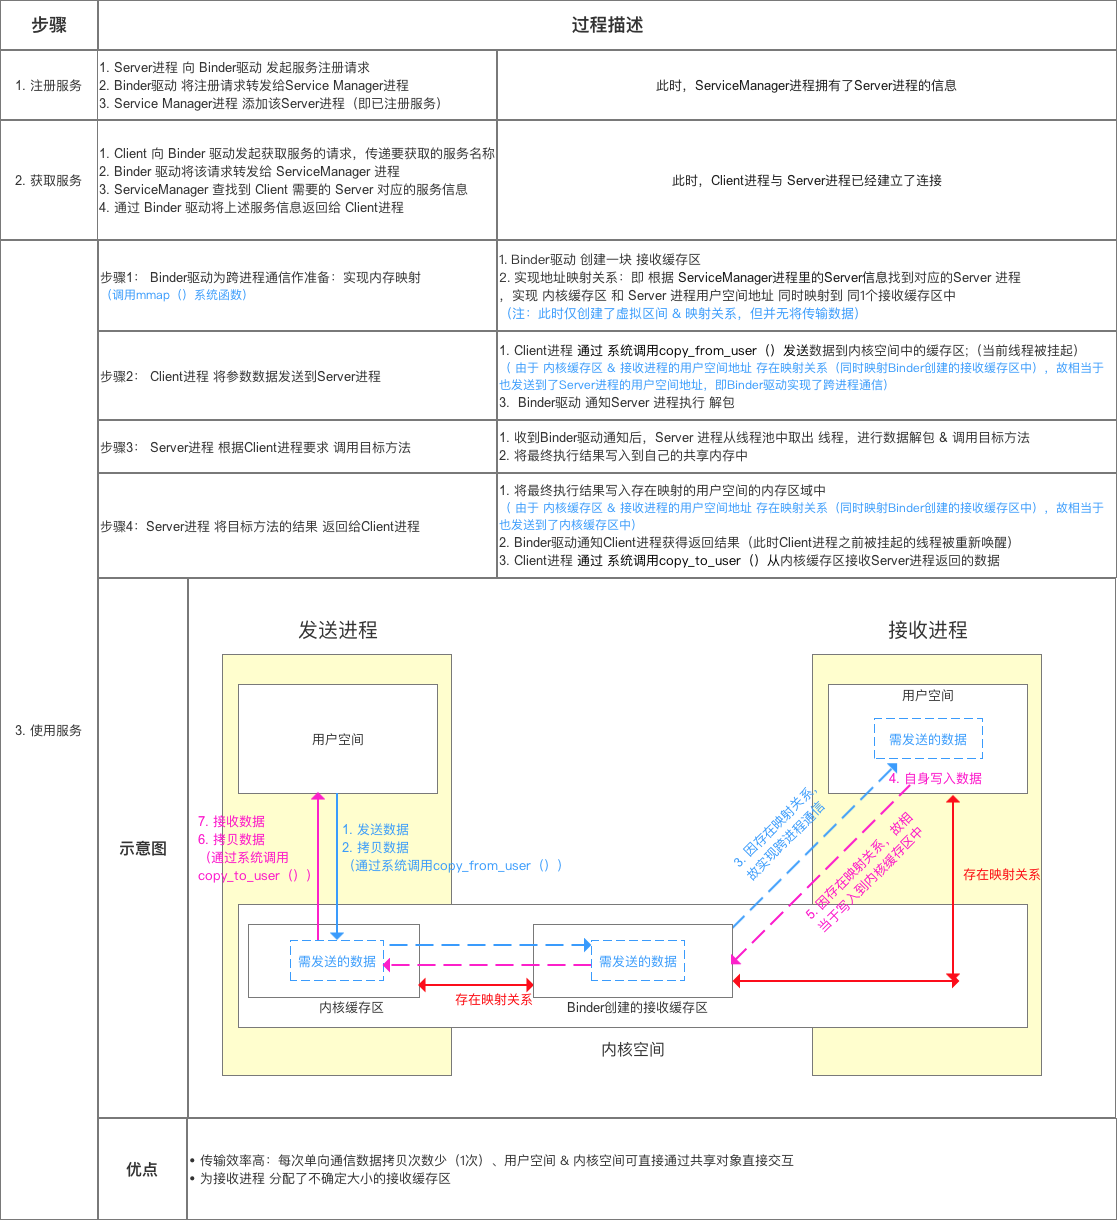 步骤
过程描述
1. 注册服务
1. Server进程 向 Binder驱动 发起服务注册请求
2. Binder驱动 将注册请求转发给Service Manager进程
3. Service Manager进程 添加该Server进程（即已注册服务）
此时，ServiceManager进程拥有了Server进程的信息
2. 获取服务
1. Client 向 Binder 驱动发起获取服务的请求，传递要获取的服务名称
2. Binder 驱动将该请求转发给 ServiceManager 进程
3. ServiceManager 查找到 Client 需要的 Server 对应的服务信息
4. 通过 Binder 驱动将上述服务信息返回给 Client进程
此时，Client进程与 Server进程已经建立了连接
3. 使用服务
步骤1： Binder驱动为跨进程通信作准备：实现内存映射
（调用mmap（）系统函数）
1. Binder驱动 创建一块 接收缓存区
2. 实现地址映射关系：即 根据 ServiceManager进程里的Server信息找到对应的Server 进程
，实现 内核缓存区 和 Server 进程用户空间地址 同时映射到 同1个接收缓存区中
（注：此时仅创建了虚拟区间 & 映射关系，但并无将传输数据）
步骤2： Client进程 将参数数据发送到Server进程
1. Client进程 通过 系统调用copy_from_user（）发送数据到内核空间中的缓存区;（当前线程被挂起）
（ 由于 内核缓存区 & 接收进程的用户空间地址 存在映射关系（同时映射Binder创建的接收缓存区中），故相当于
也发送到了Server进程的用户空间地址，即Binder驱动实现了跨进程通信）
3. Binder驱动 通知Server 进程执行 解包
步骤3： Server进程 根据Client进程要求 调用目标方法
1. 收到Binder驱动通知后，Server 进程从线程池中取出 线程，进行数据解包 & 调用目标方法
2. 将最终执行结果写入到自己的共享内存中
步骤4：Server进程 将目标方法的结果 返回给Client进程
1. 将最终执行结果写入存在映射的用户空间的内存区域中
（ 由于 内核缓存区 & 接收进程的用户空间地址 存在映射关系（同时映射Binder创建的接收缓存区中），故相当于
也发送到了内核缓存区中）
2. Binder驱动通知Client进程获得返回结果（此时Client进程之前被挂起的线程被重新唤醒）
3. Client进程 通过 系统调用copy_to_user（）从内核缓存区接收Server进程返回的数据
示意图
发送进程
接收进程
用户空间
用户空间
需发送的数据
4. 自身写入数据
7. 接收数据
6. 拷贝数据
（通过系统调用
copy_to_user（））
1. 发送数据
2. 拷贝数据
（通过系统调用copy_from_user（））
3. 因存在映射关系，
故实现跨进程通信
5. 因存在映射关系，故相
当于写入到内核缓存区中
存在映射关系
需发送的数据
需发送的数据
存在映射关系
内核缓存区
Binder创建的接收缓存区
内核空间
优点
• 传输效率高：每次单向通信数据拷贝次数少（1次）、用户空间 & 内核空间可直接通过共享对象直接交互
• 为接收进程 分配了不确定大小的接收缓存区